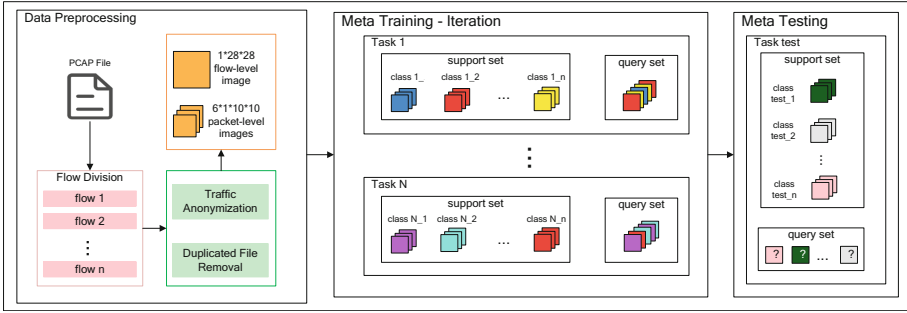 Data Preprocessing
PCAP File
1*28*28
flow-level
image
6*1*10*10
packet-level
images
Flow Division
flow 1
flow 2
flow n
Traffic
Anonymization
Duplicated File
Removal
Meta Training - Iteration
Task 1
support set
class 1_
class 1_2
...
class 1_n
query set
Task N
support set
class N_1
class N_2
...
class N_n
query set
Meta Testing
Task test
support set
class
test_1
class
test_2
class
test_n
query set
? ? ... ?